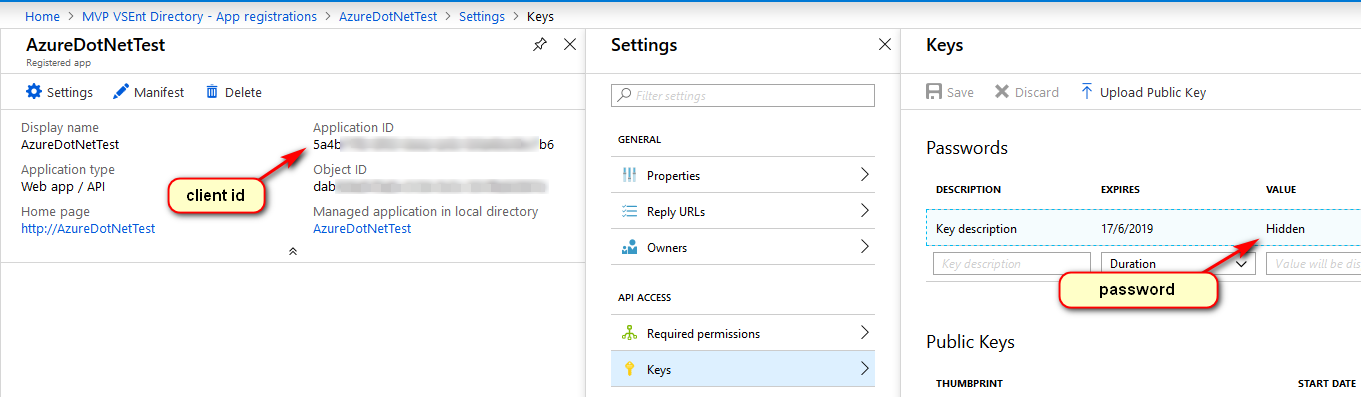 Home > MVP VSEnt Directory - App registrations > AzureDotNetTest > Settings > Keys
AzureDotNetTest
Registered app
Settings
Manifest
Delete
Display name
AzureDotNetTest
Application type
Web app / API
Home page
http://AzureDotNetTest
Application ID
5a4b b6
Object ID
dab
Managed application in local directory
AzureDotNetTest
client id
Settings
Filter settings
GENERAL
Properties
Reply URLs
Owners
API ACCESS
Required permissions
Keys
Keys
Save
Discard
Upload Public Key
Passwords
DESCRIPTION EXPIRES VALUE
Key description 17/6/2019 Hidden
Key description Duration Value will be dis
password
Public Keys
THUMBPRINT START DATE